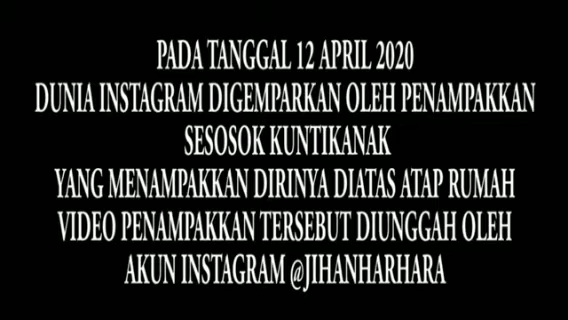 PADA TANGGAL 12 APRIL 2020
DUNIA INSTAGRAM DIGEMPARKAN OLEH PENAMPAKKAN
SESOSOK KUNTIKANAK
YANG MENAMPAKKAN DIRINYA DIATAS ATAP RUMAH
VIDEO PENAMPAKKAN TERSEBUT DIUNGGAH OLEH
AKUN INSTAGRAM @JIHANHARHARA